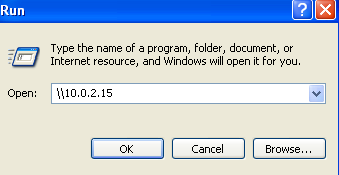 Run
Type the name of a program, folder, document, or
Internet resource, and Windows will open it for you.
Open: \\10.0.2.15
OK Cancel Browse...